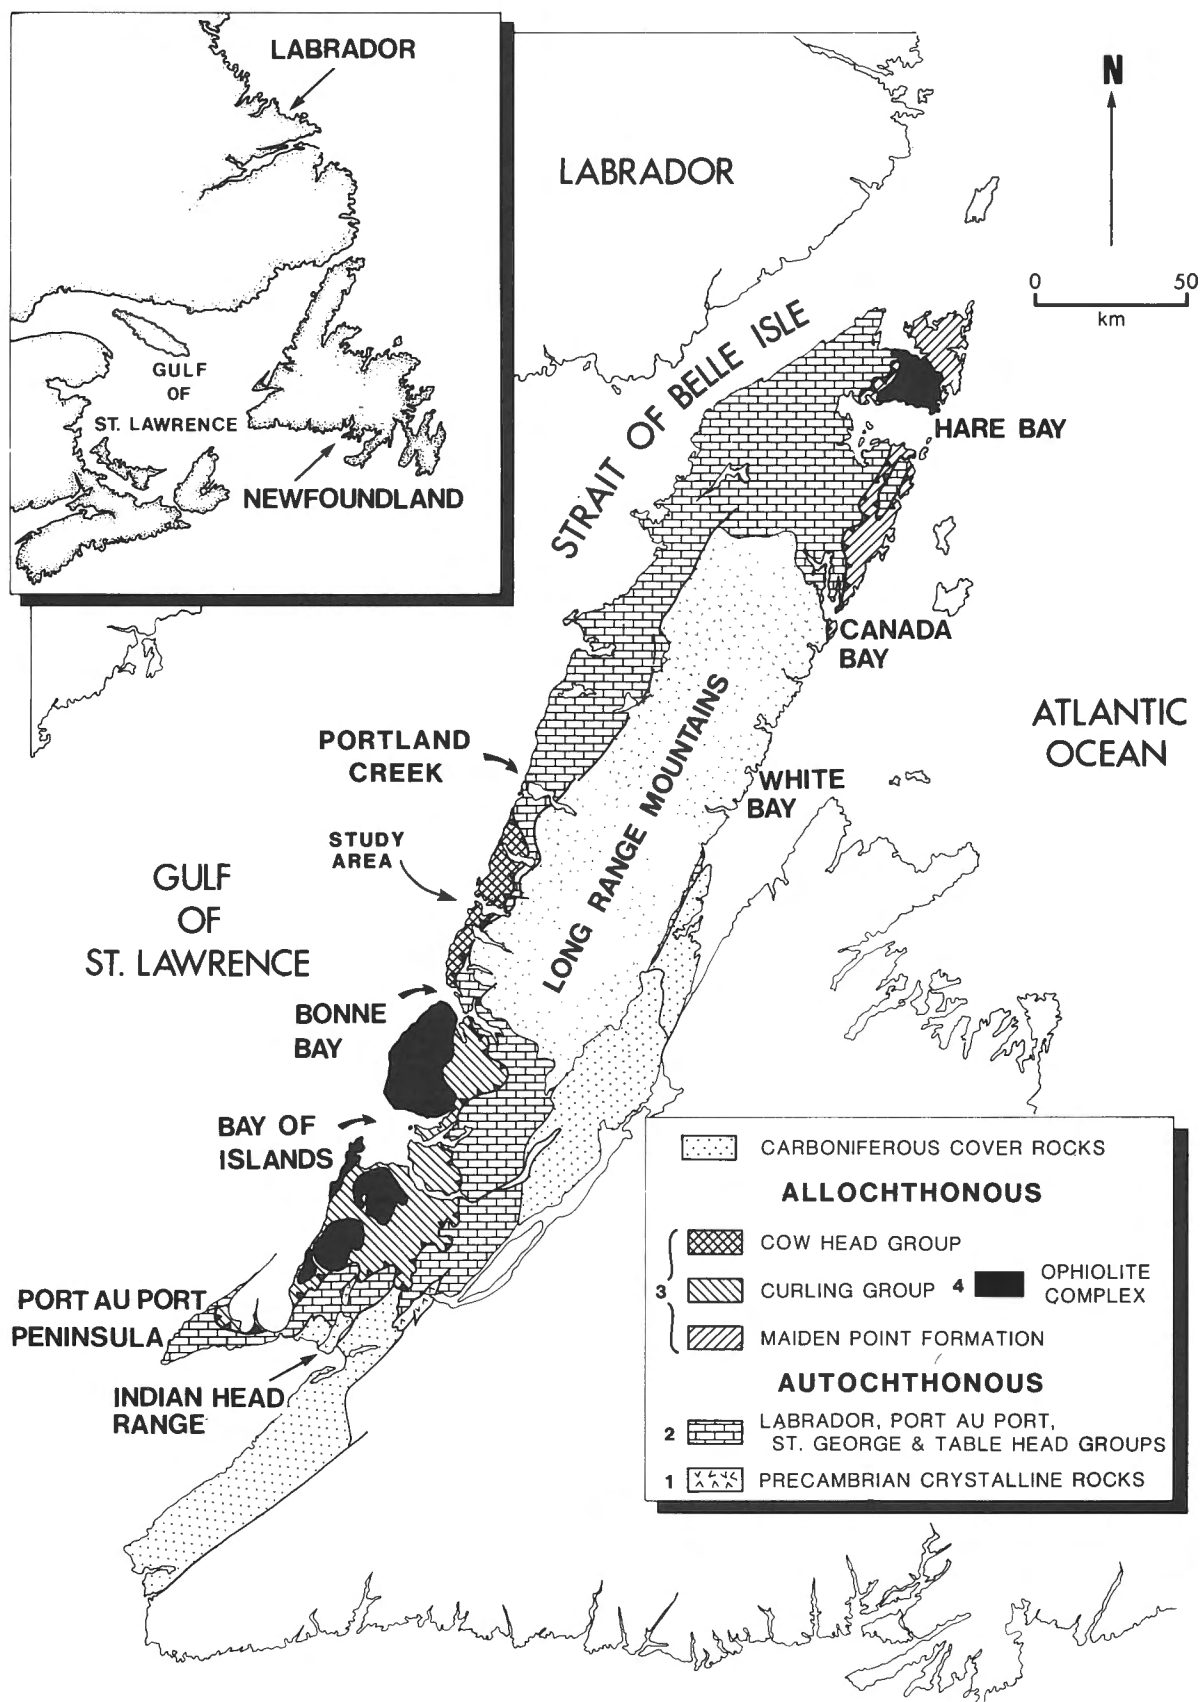 LABRADOR
GULF
OF
ST. LAWRENCE
NEWFOUNDLAND
LABRADOR
N
0 50
km
STRAIT OF BELLE ISLE
HARE BAY
CANADA
BAY
ATLANTIC
OCEAN
PORTLAND
CREEK
LONG RANGE MOUNTAINS
WHITE
BAY
STUDY
AREA
GULF
OF
ST. LAWRENCE
BONNE
BAY
BAY OF
ISLANDS
PORT AU PORT
PENINSULA
INDIAN HEAD
RANGE
CARBONIFEROUS COVER ROCKS
ALLOCHTHONOUS
COW HEAD GROUP
3 CURLING GROUP 4 OPHIOLITE
COMPLEX
MAIDEN POINT FORMATION
AUTOCHTHONOUS
2 LABRADOR, PORT AU PORT,
ST. GEORGE & TABLE HEAD GROUPS
1 PRECAMBRIAN CRYSTALLINE ROCKS